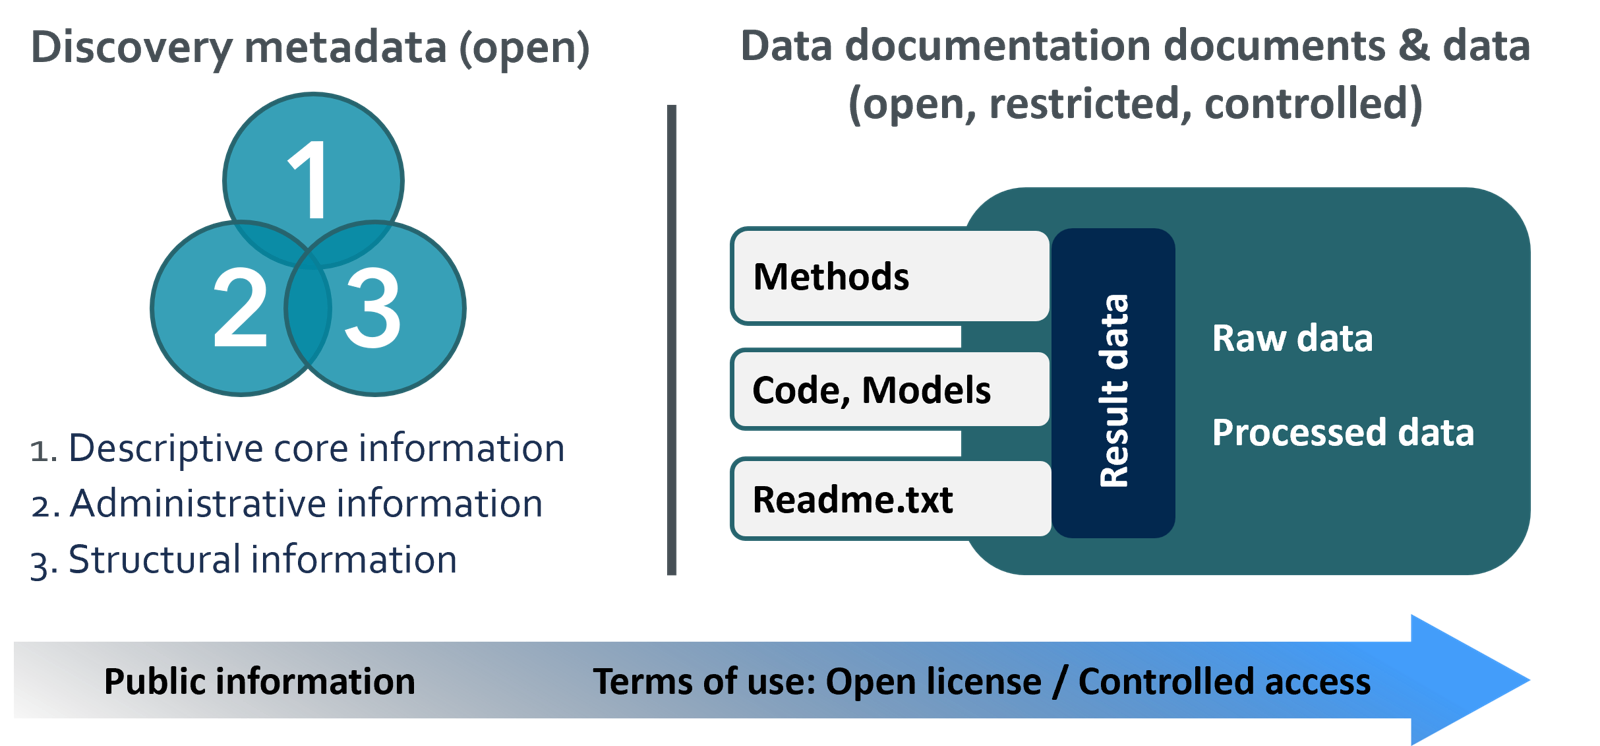 Discovery metadata (open)
1
2 3
1. Descriptive core information
2. Administrative information
3. Structural information
Data documentation documents & data
(open, restricted, controlled)
Methods
Code, Models
Readme.txt
Result data
Raw data
Processed data
Public information
Terms of use: Open license / Controlled access